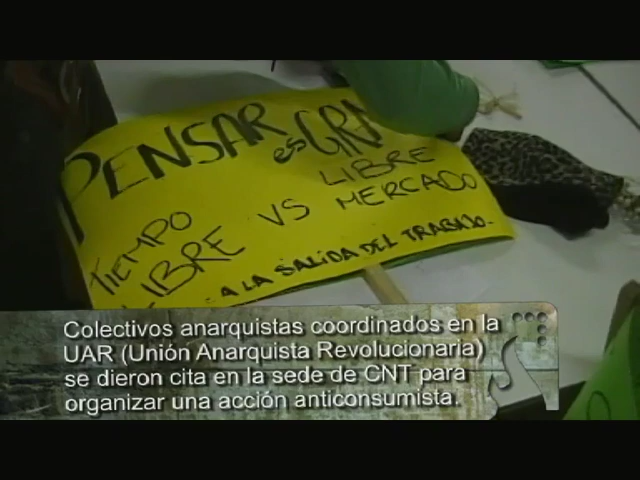 PENSAR es
TIEMPO LIBRE VS LIBRE MERCADO
A LA SALIDA DEL TRABAJO.
Colectivos anarquistas coordinados en la
UAR (Unión Anarquista Revolucionaria)
se dieron cita en la sede de CNT para
organizar una acción anticonsumista.